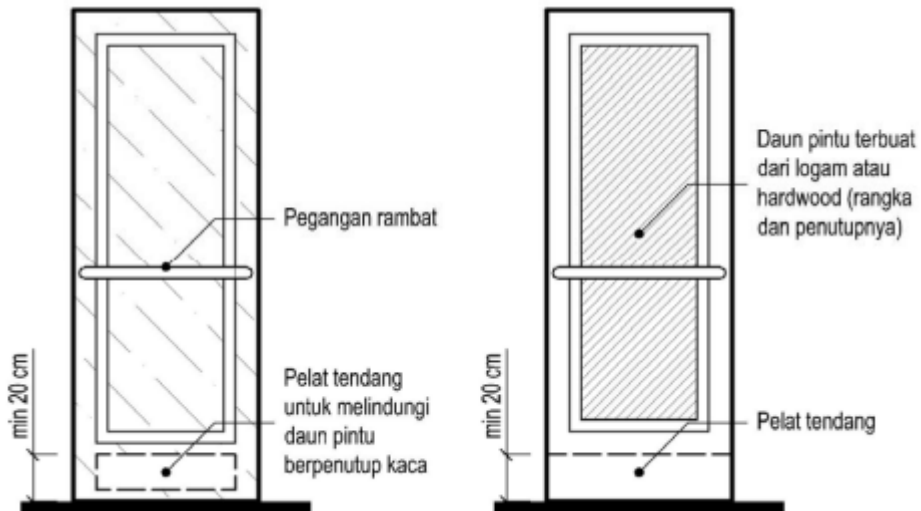 Pegangan rambat
Pelat tendang
untuk melindungi
daun pintu
berpenutup kaca
min 20 cm
Daun pintu terbuat
dari logam atau
hardwood (rangka
dan penutupnya)
Pelat tendang
min 20 cm